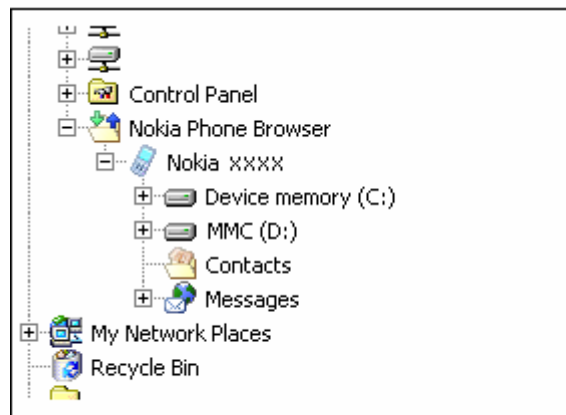 Control Panel
Nokia Phone Browser
Nokia xxxx
Device memory (C:)
MMC (D:)
Contacts
Messages
My Network Places
Recycle Bin